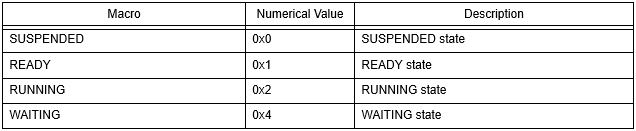 Macro Numerical Value Description
SUSPENDED 0x0 SUSPENDED state
READY 0x1 READY state
RUNNING 0x2 RUNNING state
WAITING 0x4 WAITING state